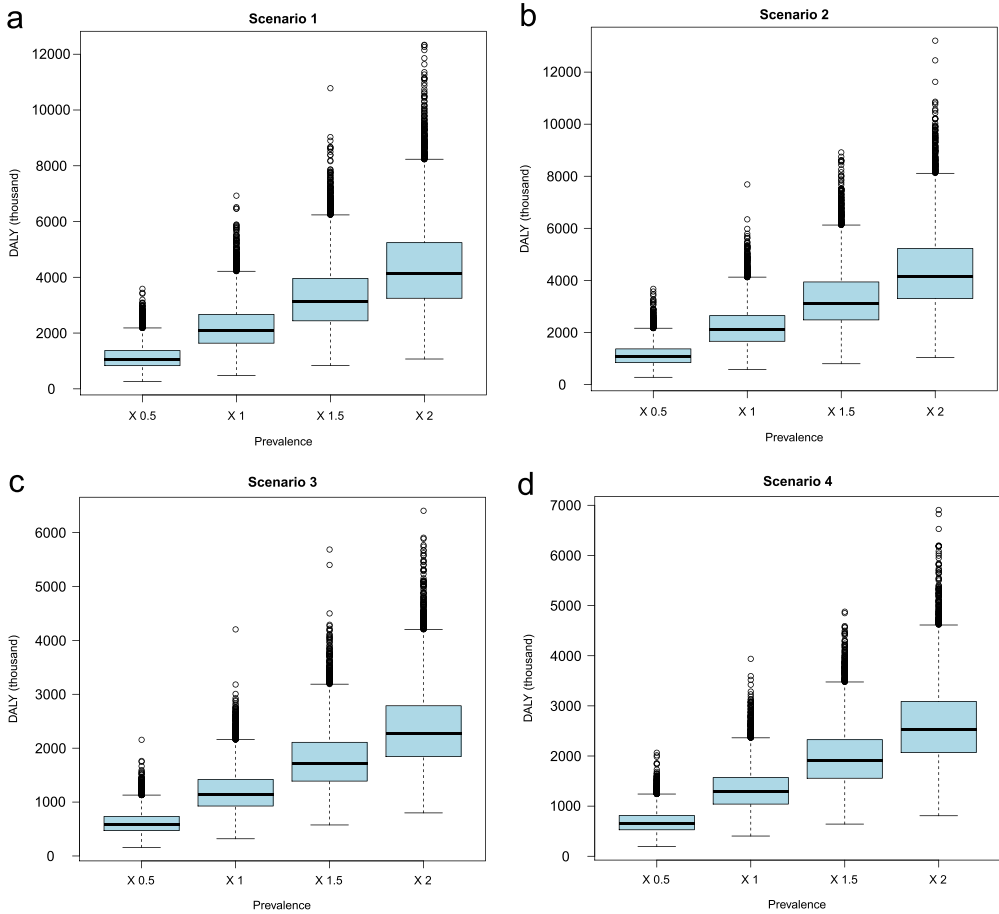 a
Scenario 1
12000
10000
8000
6000
4000
2000
0
DALY (thousand)
X 0.5 X 1 X 1.5 X 2
Prevalence
b
Scenario 2
12000
10000
8000
6000
4000
2000
0
DALY (thousand)
X 0.5 X 1 X 1.5 X 2
Prevalence
c
Scenario 3
6000
5000
4000
3000
2000
1000
0
DALY (thousand)
X 0.5 X 1 X 1.5 X 2
Prevalence
d
Scenario 4
7000
6000
5000
4000
3000
2000
1000
0
DALY (thousand)
X 0.5 X 1 X 1.5 X 2
Prevalence